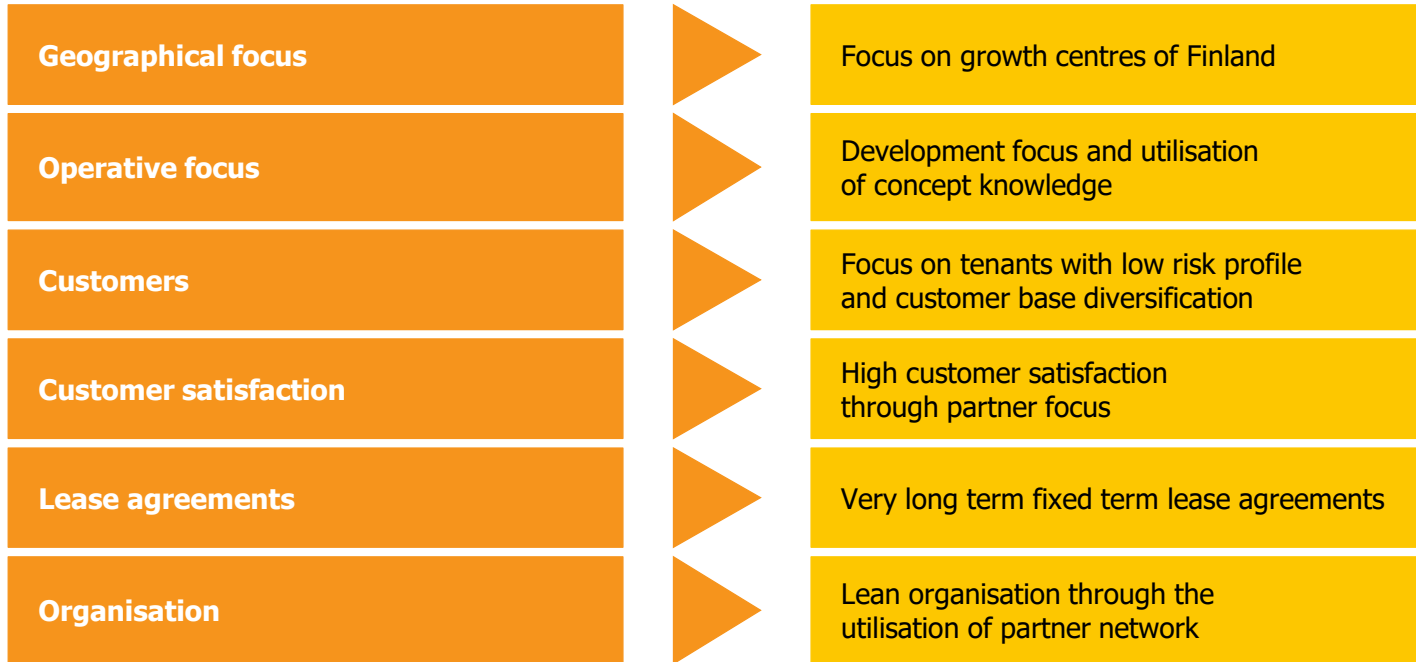 Geographical focus
Focus on growth centres of Finland
Operative focus
Development focus and utilisation
of concept knowledge
Customers
Focus on tenants with low risk profile
and customer base diversification
Customer satisfaction
High customer satisfaction
through partner focus
Lease agreements
Very long term fixed term lease agreements
Organisation
Lean organisation through the
utilisation of partner network